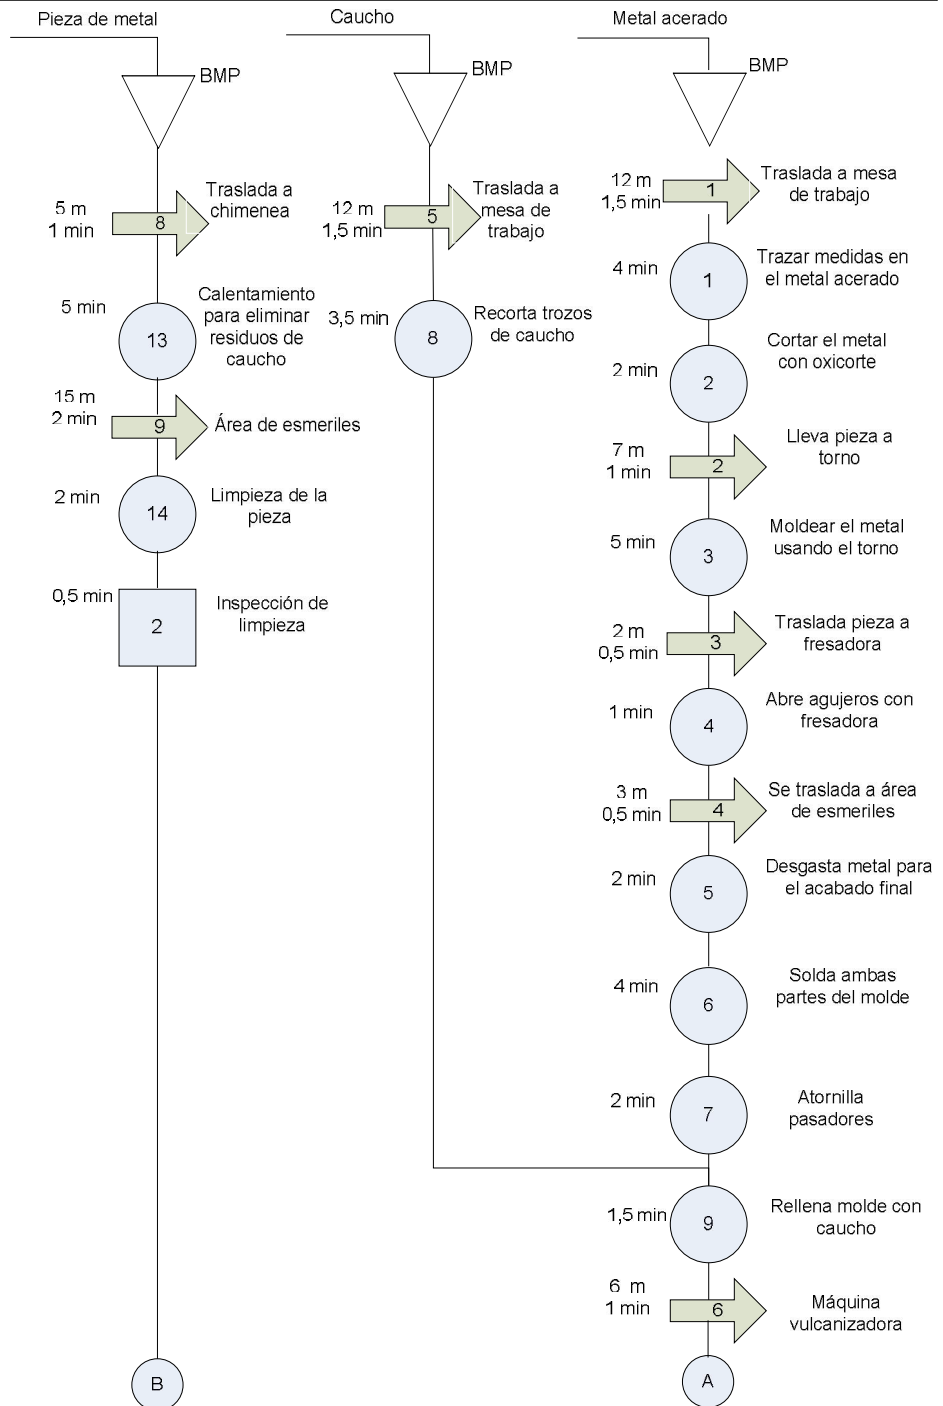 Pieza de metal
BMP
5 m
1 min
8
Traslada a
chimenea
5 min
13
Calentamiento
para eliminar
residuos de
caucho
15 m
2 min
9
Área de esmeriles
2 min
14
Limpieza de la
pieza
0,5 min
2
Inspección de
limpieza
B
Caucho
BMP
12 m
1,5 min
5
Traslada a
mesa de
trabajo
3,5 min
8
Recorta trozos
de caucho
Metal acerado
BMP
12 m
1,5 min
1
Traslada a mesa
de trabajo
4 min
1
Trazar medidas en
el metal acerado
2 min
2
Cortar el metal
con oxicorte
7 m
1 min
2
Lleva pieza a
torno
5 min
3
Moldear el metal
usando el torno
2 m
0,5 min
3
Traslada pieza a
fresadora
1 min
4
Abre agujeros con
fresadora
3 m
0,5 min
4
Se traslada a área
de esmeriles
2 min
5
Desgasta metal para
el acabado final
4 min
6
Solda ambas
partes del molde
2 min
7
Atornilla
pasadores
1,5 min
9
Rellena molde con
caucho
6 m
1 min
6
Máquina
vulcanizadora
A